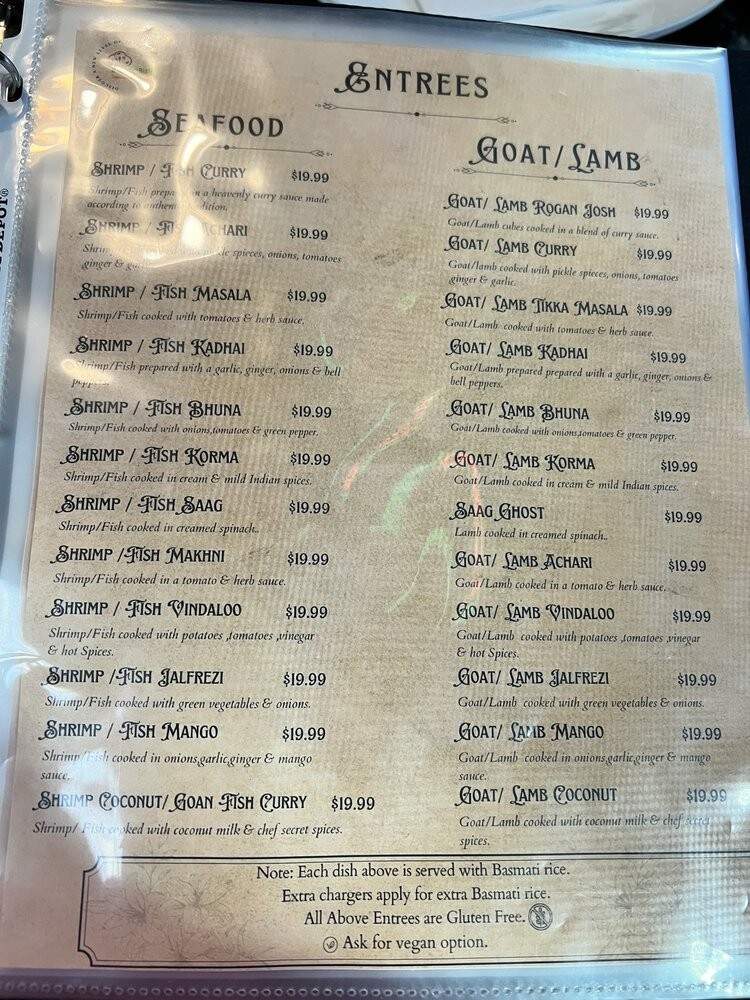 ENTREES
SEAFOOD
SHRIMP / FISH CURRY $19.99
Shrimp/Fish prepared in a heavenly curry sauce made
according to authentic tradition.
SHRIMP / FISH ACHARI $19.99
spieces, onions, tomatoes
ginger &
SHRIMP / FISH MASALA $19.99
Shrimp/Fish cooked with tomatoes & herb sauce.
SHRIMP / FISH KADHAI $19.99
Shrimp/Fish prepared with a garlic, ginger, onions & bell
peppers.
SHRIMP / FISH BHUNA $19.99
Shrimp/Fish cooked with onions,tomatoes & green pepper.
SHRIMP / FISH KORMA $19.99
Shrimp/Fish cooked in cream & mild Indian spices.
SHRIMP / FISH SAAG $19.99
Shrimp/Fish cooked in creamed spinach..
SHRIMP /FISH MAKHNI $19.99
Shrimp/Fish cooked in a tomato & herb sauce.
SHRIMP / FISH VINDALOO $19.99
Shrimp/Fish cooked with potatoes ,tomatoes ,vinegar
& hot Spices.
SHRIMP /FISH JALFREZI $19.99
Shrimp/Fish cooked with green vegetables & onions.
SHRIMP / FISH MANGO $19.99
Shrimp/Fish cooked in onions,garlic,ginger & mango
sauce.
SHRIMP COCONUT/ GOAN FISH CURRY $19.99
Shrimp/ Fish cooked with coconut milk & chef secret spices.
GOAT/LAMB
GOAT/ LAMB ROGAN JOSH $19.99
Goat/Lamb cubes cooked in a blend of curry sauce.
GOAT/ LAMB CURRY $19.99
Goat/lamb cooked with pickle spieces, onions, tomatoes
ginger & garlic.
GOAT/ LAMB TIKKA MASALA $19.99
Goat/Lamb cooked with tomatoes & herb sauce.
GOAT/ LAMB KADHAI $19.99
Goat/Lamb prepared prepared with a garlic, ginger, onions &
bell peppers.
GOAT/ LAMB BHUNA $19.99
Goat/Lamb cooked with onions,tomatoes & green pepper.
GOAT/ LAMB KORMA $19.99
Goat/Lamb cooked in cream & mild Indian spices.
SAAG GHOST $19.99
Lamb cooked in creamed spinach..
GOAT/ LAMB ACHARI $19.99
Goat/Lamb cooked in a tomato & herb sauce.
GOAT/ LAMB VINDALOO $19.99
Goat/Lamb cooked with potatoes ,tomatoes ,vinegar
& hot Spices.
GOAT/ LAMB JALFREZI $19.99
Goat/Lamb cooked with green vegetables & onions.
GOAT/ LAMB MANGO $19.99
Goat/Lamb cooked in onions,garlic,ginger & mango
sauce.
GOAT/ LAMB COCONUT $19.99
Goat/Lamb cooked with coconut milk & chef secret
spices.
Note: Each dish above is served with Basmati rice.
Extra chargers apply for extra Basmati rice.
All Above Entrees are Gluten Free.
Ask for vegan option.
DEPOT®